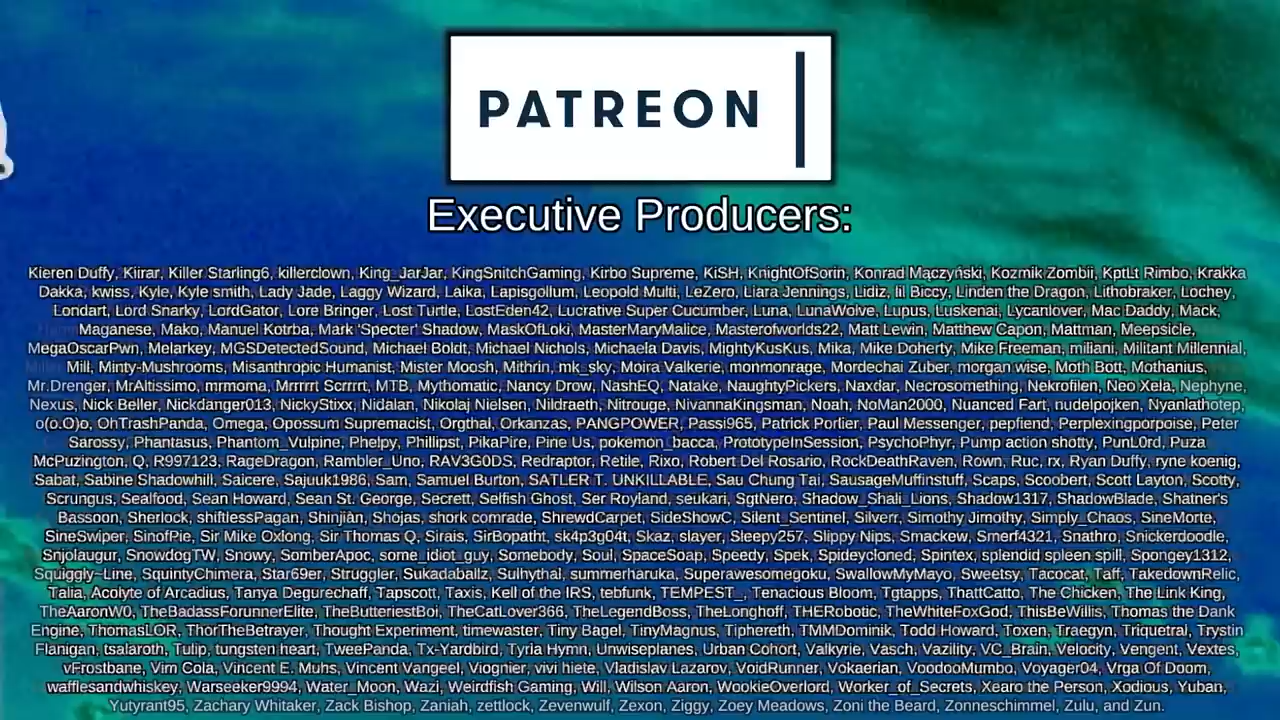 PATREON
Executive Producers:
Kieren Duffy, Kiirar, Killer Starling6, killerclown, King_JarJar, KingSnitchGaming, Kirbo Supreme, KiSH, KnightOfSorin, Konrad Mączyński, Kozmik Zombii, KptLt Rimbo, Krakka
Dakka, kwiss, Kyle, Kyle smith, Lady Jade, Laggy Wizard, Laika, Lapisgollum, Leopold Multi, LeZero, Liara Jennings, Lidiz, lil Biccy, Linden the Dragon, Lithobraker, Lochey,
Londart, Lord Snarky, LordGator, Lore Bringer, Lost Turtle, LostEden42, Lucrative Super Cucumber, Luna, LunaWolve, Lupus, Luskenai, Lycanlover, Mac Daddy, Mack,
Maganese, Mako, Manuel Kotrba, Mark 'Specter' Shadow, MaskOfLoki, MasterMaryMalice, Masterofworlds22, Matt Lewin, Matthew Capon, Mattman, Meepsicle,
MegaOscarPwn, Melarkey, MGSDetectedSound, Michael Boldt, Michael Nichols, Michaela Davis, MightyKusKus, Mika, Mike Doherty, Mike Freeman, miliani, Militant Millennial,
Mill, Minty-Mushrooms, Misanthropic Humanist, Mister Moosh, Mithrin, mk_sky, Moira Valkerie, monmonrage, Mordechai Zuber, morgan wise, Moth Bott, Mothanius,
Mr.Drenger, MrAltissimo, mrmoma, Mrrrrrt Scrrrrt, MTB, Mythomatic, Nancy Drow, NashEQ, Natake, NaughtyPickers, Naxdar, Necrosomething, Nekrofilen, Neo Xela, Nephyne,
Nexus, Nick Beller, Nickdanger013, NickyStixx, Nidalan, Nikolaj Nielsen, Nildraeth, Nitrouge, NivannaKingsman, Noah, NoMan2000, Nuanced Fart, nudelpojken, Nyanlathotep,
o(o.O)o, OhTrashPanda, Omega, Opossum Supremacist, Orgthal, Orkanzas, PANGPOWER, Passi965, Patrick Porlier, Paul Messenger, pepfiend, Perplexingporpoise, Peter
Sarossy, Phantasus, Phantom_Vulpine, Phelpy, Phillipst, PikaPire, Pine Us, pokemon_bacca, PrototypeInSession, PsychoPhyr, Pump action shotty, PunL0rd, Puza
McPuzington, Q, R997123, RageDragon, Rambler_Uno, RAV3G0DS, Redraptor, Retile, Rixo, Robert Del Rosario, RockDeathRaven, Rown, Ruc, rx, Ryan Duffy, ryne koenig,
Sabat, Sabine Shadowhill, Saicere, Sajuuk1986, Sam, Samuel Burton, SATLER T. UNKILLABLE, Sau Chung Tai, SausageMuffinstuff, Scaps, Scoobert, Scott Layton, Scotty,
Scrungus, Sealfood, Sean Howard, Sean St. George, Secrett, Selfish Ghost, Ser Royland, seukari, SgtNero, Shadow_Shali_Lions, Shadow1317, ShadowBlade, Shatner's
Bassoon, Sherlock, shiftlessPagan, Shinjiàn, Shojas, shork comrade, ShrewdCarpet, SideShowC, Silent_Sentinel, Silverr, Simothy Jimothy, Simply_Chaos, SineMorte,
SineSwiper, SinofPie, Sir Mike Oxlong, Sir Thomas Q, Sirais, SirBopatht, sk4p3g04t, Skaz, slayer, Sleepy257, Slippy Nips, Smackew, Smerf4321, Snathro, Snickerdoodle,
Snjolaugur, SnowdogTW, Snowy, SomberApoc, some_idiot_guy, Somebody, Soul, SpaceSoap, Speedy, Spek, Spideycloned, Spintex, splendid spleen spill, Spongey1312,
Squiggly~Line, SquintyChimera, Star69er, Struggler, Sukadaballz, Sulhythal, summerharuka, Superawesomegoku, SwallowMyMayo, Sweetsy, Tacocat, Taff, TakedownRelic,
Talia, Acolyte of Arcadius, Tanya Degurechaff, Tapscott, Taxis, Kell of the IRS, tebfunk, TEMPEST_, Tenacious Bloom, Tgtapps, ThattCatto, The Chicken, The Link King,
TheAaronW0, TheBadassForunnerElite, TheButteriestBoi, TheCatLover366, TheLegendBoss, TheLonghoff, THERobotic, TheWhiteFoxGod, ThisBeWillis, Thomas the Dank
Engine, ThomasLOR, ThorTheBetrayer, Thought Experiment, timewaster, Tiny Bagel, TinyMagnus, Tiphereth, TMMDominik, Todd Howard, Toxen, Traegyn, Triquetral, Trystin
Flanigan, tsalaroth, Tulip, tungsten heart, TweePanda, Tx-Yardbird, Tyria Hymn, Unwiseplanes, Urban Cohort, Valkyrie, Vasch, Vazility, VC_Brain, Velocity, Vengent, Vextes,
vFrostbane, Vim Cola, Vincent E. Muhs, Vincent Vangeel, Viognier, vivi hiete, Vladislav Lazarov, VoidRunner, Vokaerian, VoodooMumbo, Voyager04, Vrga Of Doom,
wafflesandwhiskey, Warseeker9994, Water_Moon, Wazi, Weirdfish Gaming, Will, Wilson Aaron, WookieOverlord, Worker_of_Secrets, Xearo the Person, Xodious, Yuban,
Yutyrant95, Zachary Whitaker, Zack Bishop, Zaniah, zettlock, Zevenwulf, Zexon, Ziggy, Zoey Meadows, Zoni the Beard, Zonneschimmel, Zulu, and Zun.